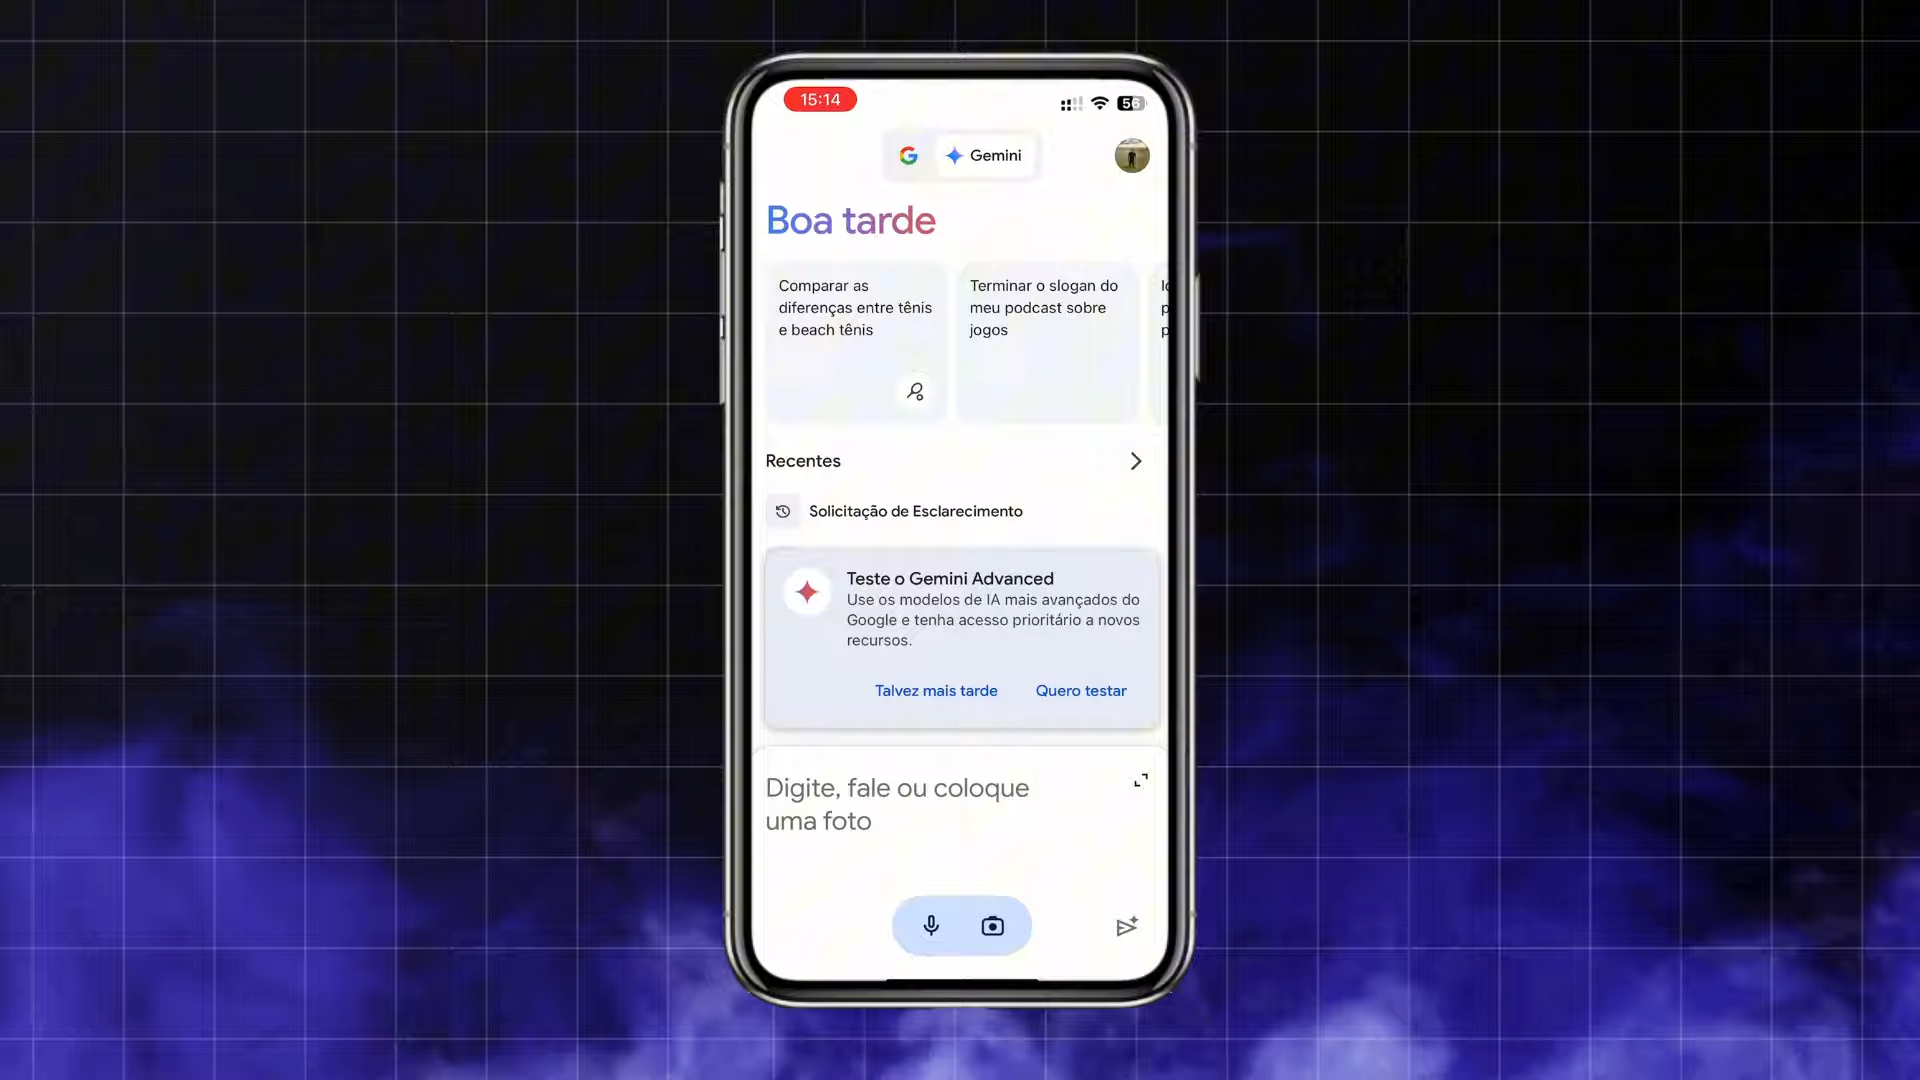 15:14
56
Gemini
Boa tarde
Comparar as
diferenças entre tênis
e beach tênis
Terminar o slogan do
meu podcast sobre
jogos
Recentes
Solicitação de Esclarecimento
Teste o Gemini Advanced
Use os modelos de IA mais avançados do
Google e tenha acesso prioritário a novos
recursos.
Talvez mais tarde
Quero testar
Digite, fale ou coloque
uma foto